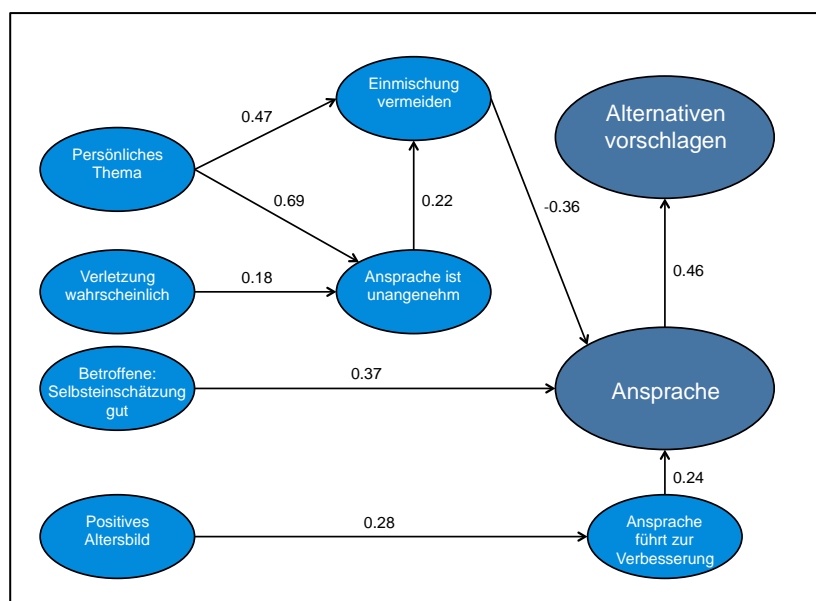 Einmischung
vermeiden
Alternativen
vorschlagen
0.47
Persönliches
Thema
0.69
0.22
-0.36
Verletzung
wahrscheinlich
0.18
Ansprache ist
unangenehm
0.46
Betroffene:
Selbsteinschätzung
gut
0.37
Ansprache
0.24
Positives
Altersbild
0.28
Ansprache
führt zur
Verbesserung